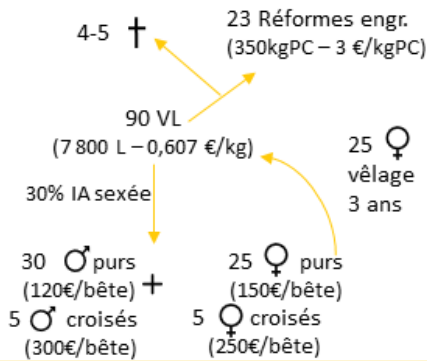 4-5 †
23 Réformes engr.
(350kgPC – 3 €/kgPC)
90 VL
(7 800 L – 0,607 €/kg)
25 ♀
vêlage
3 ans
30% IA sexée
30 ♂ purs
(120€/bête) +
5 ♂ croisés
(300€/bête)
25 ♀ purs
(150€/bête)
5 ♀ croisés
(250€/bête)